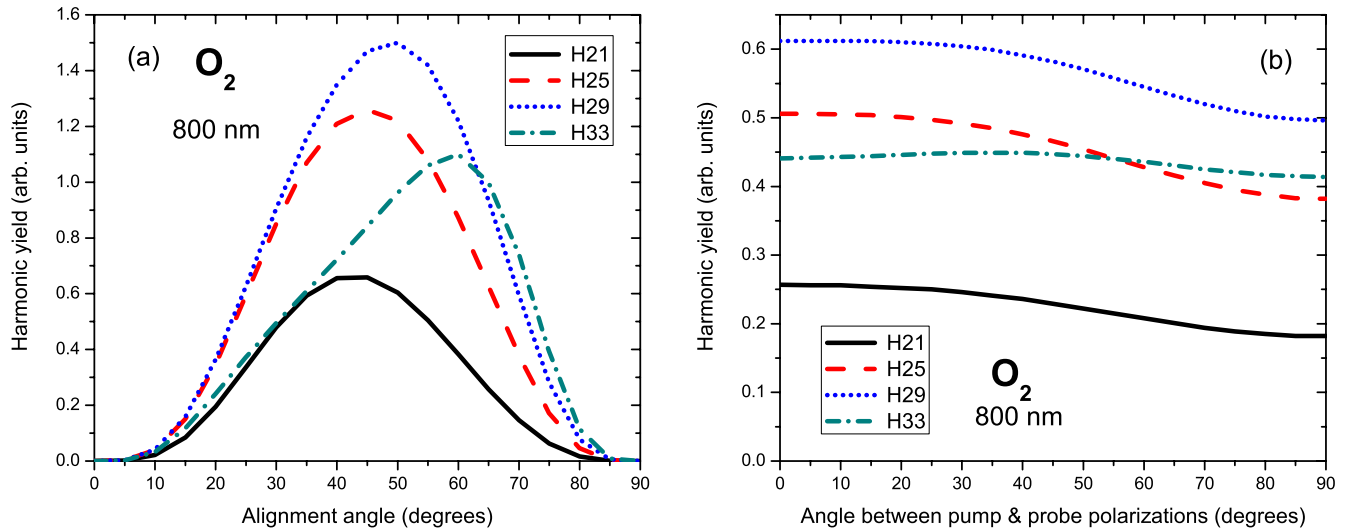 (a)
O2
800 nm
H21
H25
H29
H33
Harmonic yield (arb. units)
1.6
1.4
1.2
1.0
0.8
0.6
0.4
0.2
0.0
0 10 20 30 40 50 60 70 80 90
Alignment angle (degrees)
(b)
Harmonic yield (arb. units)
0.6
0.5
0.4
0.3
0.2
0.1
0.0
H21
H25
H29
H33
O2
800 nm
0 10 20 30 40 50 60 70 80 90
Angle between pump & probe polarizations (degrees)